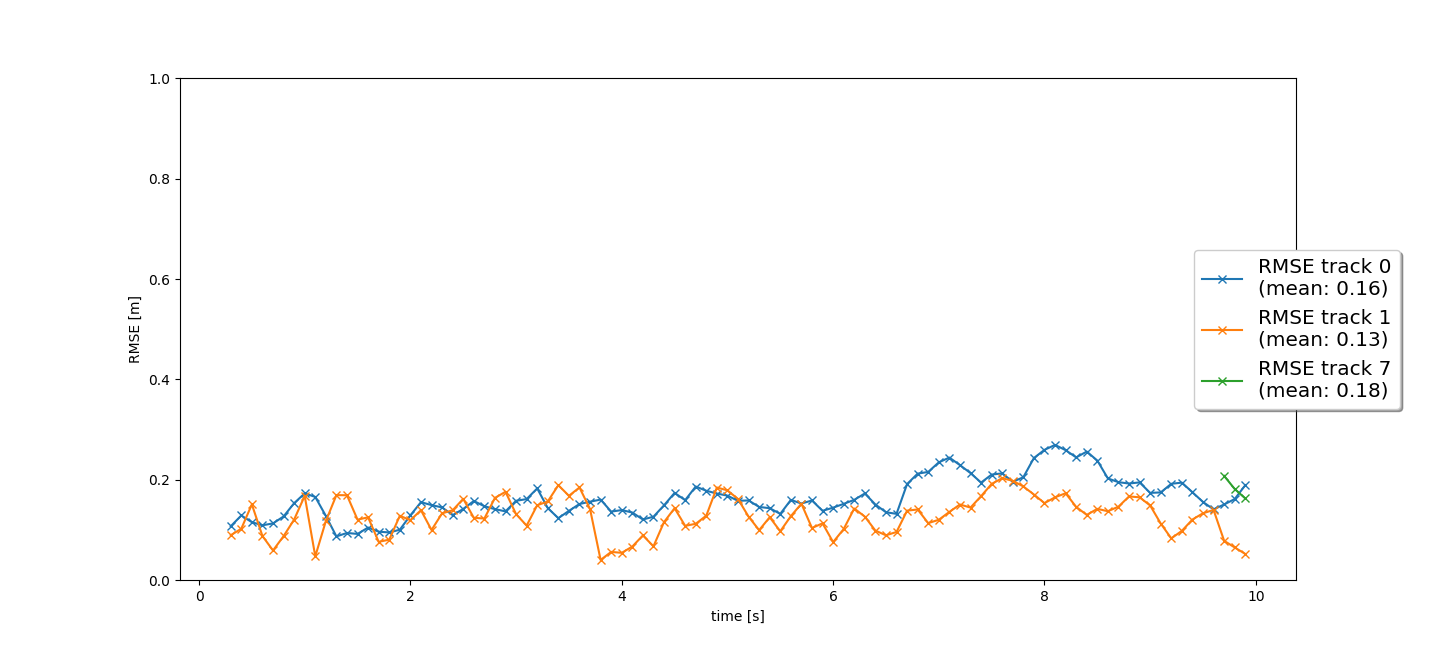 1.0
0.8
0.6
0.4
0.2
0.0
RMSE [m]
0
2
4
6
8
10
time [s]
RMSE track 0
(mean: 0.16)
RMSE track 1
(mean: 0.13)
RMSE track 7
(mean: 0.18)